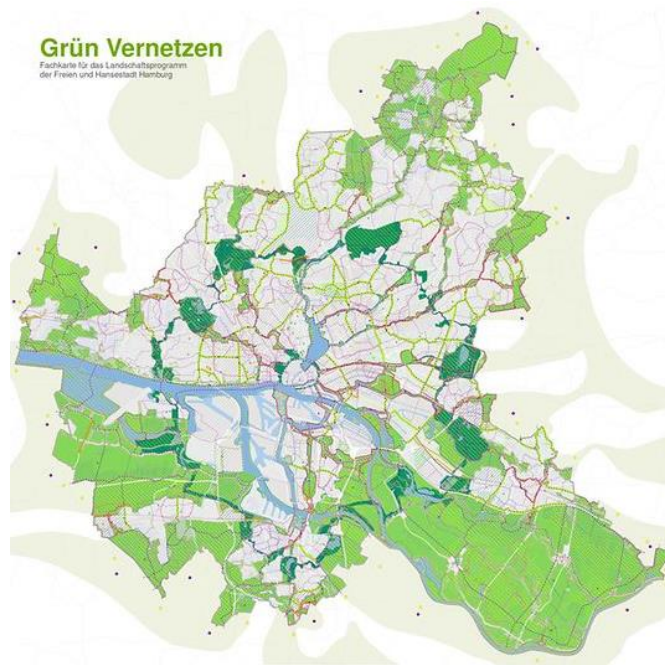 Grün Vernetzen
Fachkarte für das Landschaftsprogramm
der Freien und Hansestadt Hamburg